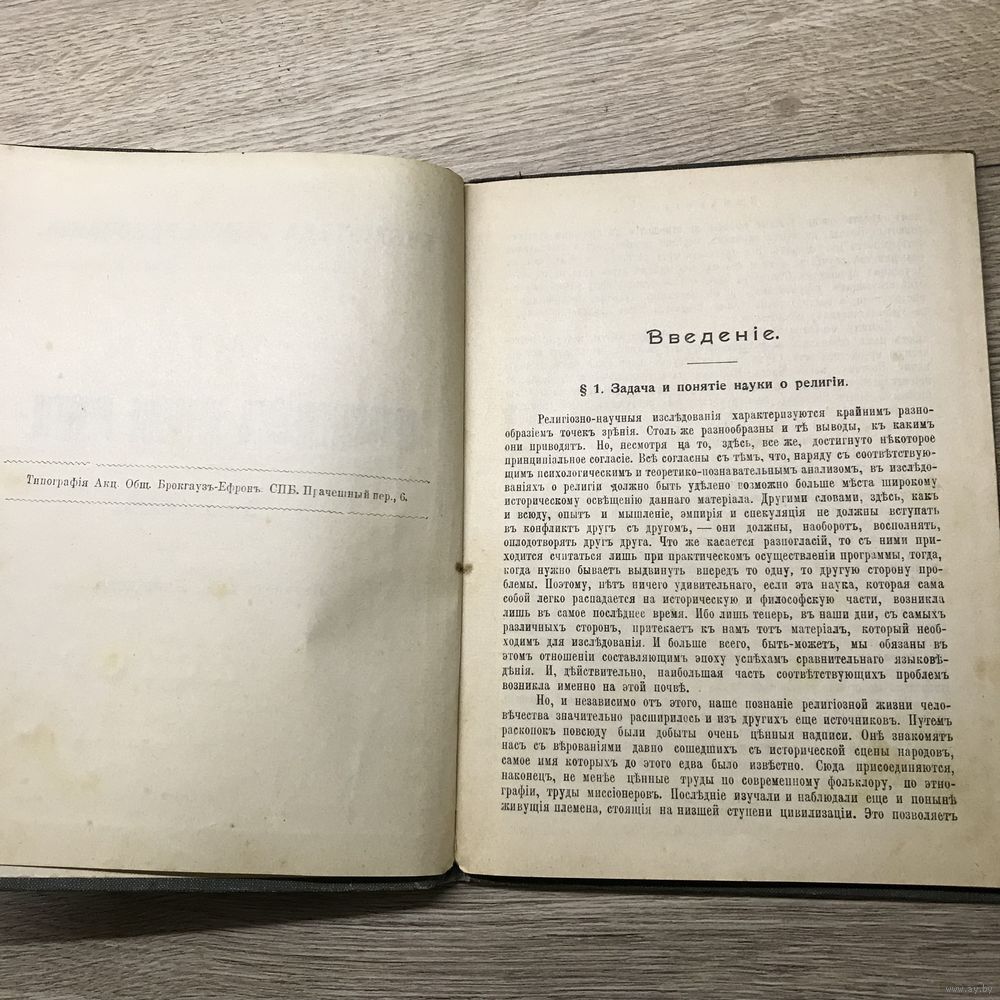 Типографія Акц. Общ. Брокгаузъ-Ефронъ. СПБ. Прачешный пер., 6.
Введеніе.
§ 1. Задача и понятіе науки о религіи.
Религіозно-научныя изслѣдованія характеризуются крайнимъ разно-
образіемъ точекъ зрѣнія. Столь же разнообразны и тѣ выводы, къ какимъ
они приводятъ. Но, несмотря на то, здѣсь, все же, достигнуто нѣкоторое
принципіальное согласіе. Всѣ согласны съ тѣмъ, что, наряду съ соотвѣтствую-
щимъ психологическимъ и теоретико-познавательнымъ анализомъ, въ изслѣдо-
ваніяхъ о религіи должно быть удѣлено возможно больше мѣста широкому
историческому освѣщенію даннаго матеріала. Другими словами, здѣсь, какъ
и всюду, опытъ и мышленіе, эмпирія и спекуляція не должны вступать
въ конфликтъ другъ съ другомъ, — они должны, наоборотъ, восполнять,
оплодотворять другъ друга. Что же касается разногласій, то съ ними при-
ходится считаться лишь при практическомъ осуществленіи программы, тогда,
когда нужно бываетъ выдвинуть впередъ то одну, то другую сторону про-
блемы. Поэтому, нѣтъ ничего удивительнаго, если эта наука, которая сама
собой легко распадается на историческую и философскую части, возникла
лишь въ самое послѣднее время. Ибо лишь теперь, въ наши дни, съ самыхъ
различныхъ сторонъ, притекаетъ къ намъ тотъ матеріалъ, который необ-
ходимъ для изслѣдованія. И больше всего, быть-можетъ, мы обязаны въ
этомъ отношеніи составляющимъ эпоху успѣхамъ сравнительнаго языковѣ-
дѣнія. И, дѣйствительно, наибольшая часть соотвѣтствующихъ проблемъ
возникла именно на этой почвѣ.
Но, и независимо отъ этого, наше познаніе религіозной жизни чело-
вѣчества значительно расширилось и изъ другихъ еще источниковъ. Путемъ
раскопокъ повсюду были добыты очень цѣнныя надписи. Онѣ знакомятъ
насъ съ вѣрованіями давно сошедшихъ съ исторической сцены народовъ,
самое имя которыхъ до этого едва было извѣстно. Сюда присоединяются,
наконецъ, не менѣе цѣнные труды по современному фольклору, по этно-
графіи, труды миссіонеровъ. Послѣдніе изучали и наблюдали еще и понынѣ
живущія племена, стоящія на низшей ступени цивилизаціи. Это позволяетъ
www.ay.by